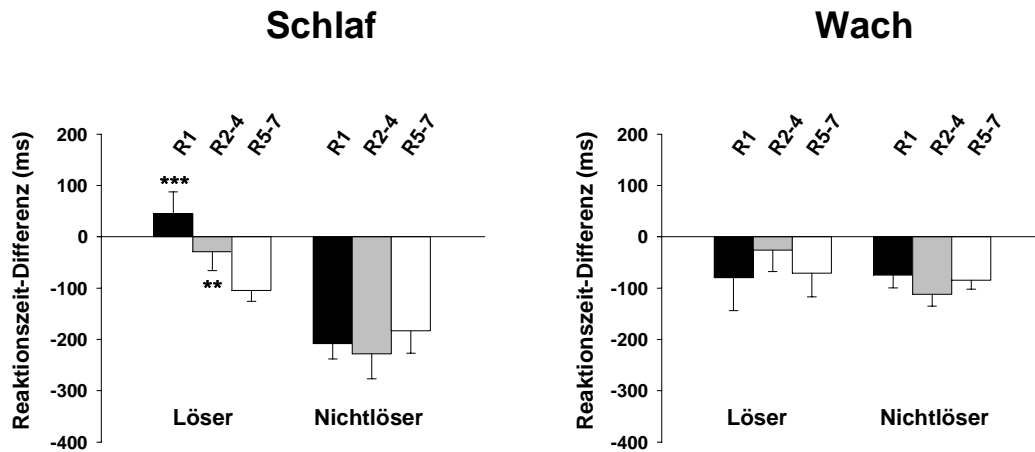 Schlaf
Wach
Reaktionszeit-Differenz (ms)
200
100
0
-100
-200
-300
-400
R1
R2-4
R5-7
R1
R2-4
R5-7
***
**
Löser
Nichtlöser
Reaktionszeit-Differenz (ms)
200
100
0
-100
-200
-300
-400
R1
R2-4
R5-7
R1
R2-4
R5-7
Löser
Nichtlöser